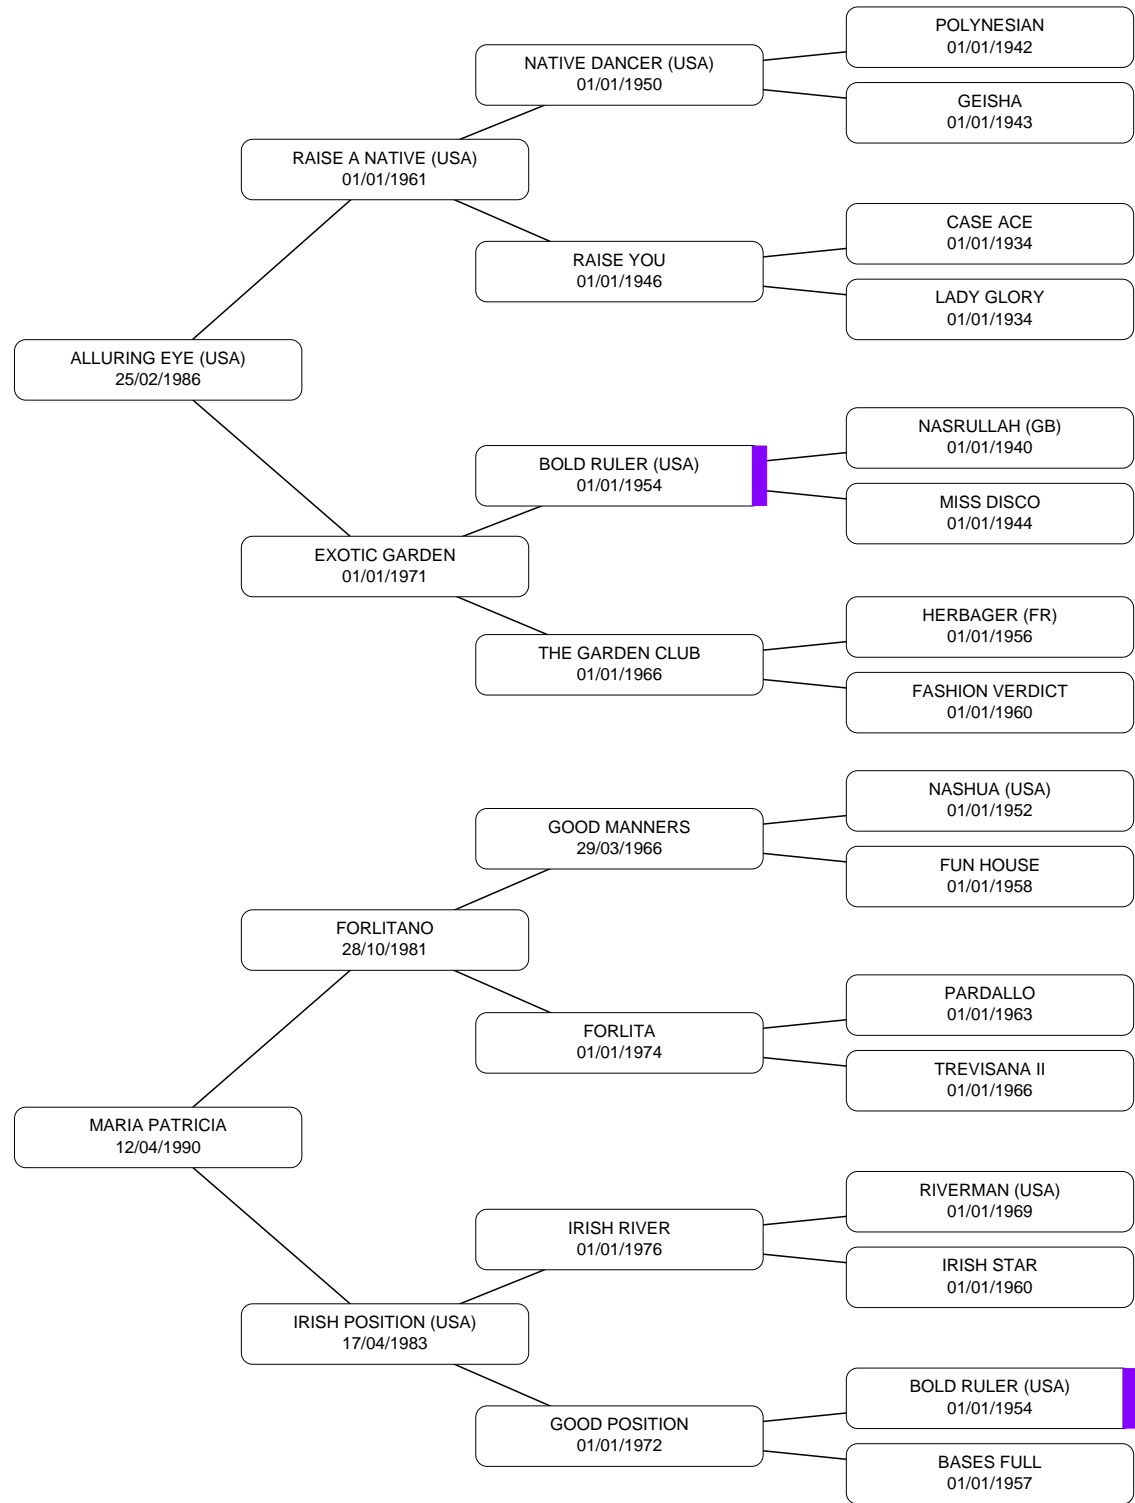 POLYNESIAN
01/01/1942
NATIVE DANCER (USA)
01/01/1950
GEISHA
01/01/1943
RAISE A NATIVE (USA)
01/01/1961
CASE ACE
01/01/1934
RAISE YOU
01/01/1946
LADY GLORY
01/01/1934
ALLURING EYE (USA)
25/02/1986
NASRULLAH (GB)
01/01/1940
BOLD RULER (USA)
01/01/1954
MISS DISCO
01/01/1944
EXOTIC GARDEN
01/01/1971
HERBAGER (FR)
01/01/1956
THE GARDEN CLUB
01/01/1966
FASHION VERDICT
01/01/1960
NASHUA (USA)
01/01/1952
GOOD MANNERS
29/03/1966
FUN HOUSE
01/01/1958
FORLITANO
28/10/1981
PARDALLO
01/01/1963
FORLITA
01/01/1974
TREVISANA II
01/01/1966
MARIA PATRICIA
12/04/1990
RIVERMAN (USA)
01/01/1969
IRISH RIVER
01/01/1976
IRISH STAR
01/01/1960
IRISH POSITION (USA)
17/04/1983
BOLD RULER (USA)
01/01/1954
GOOD POSITION
01/01/1972
BASES FULL
01/01/1957